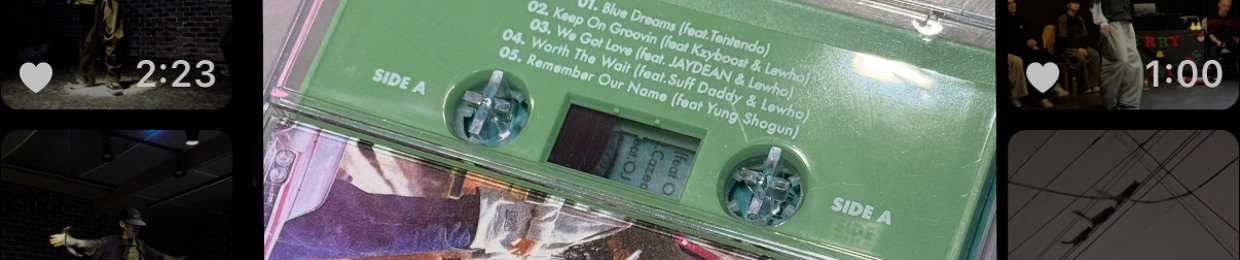 01. Blue Dreams (feat.Tentendo)
02. Keep On Groovin (feat Kzyboost & Lewho)
03. We Got Love (feat. JAYDEAN & Lewho)
04. Worth The Wait (feat.Suff Daddy & Lewho)
05. Remember Our Name (feat Yung Shogun)
SIDE A
SIDE A
SIDE
2:23
1:00
RRY